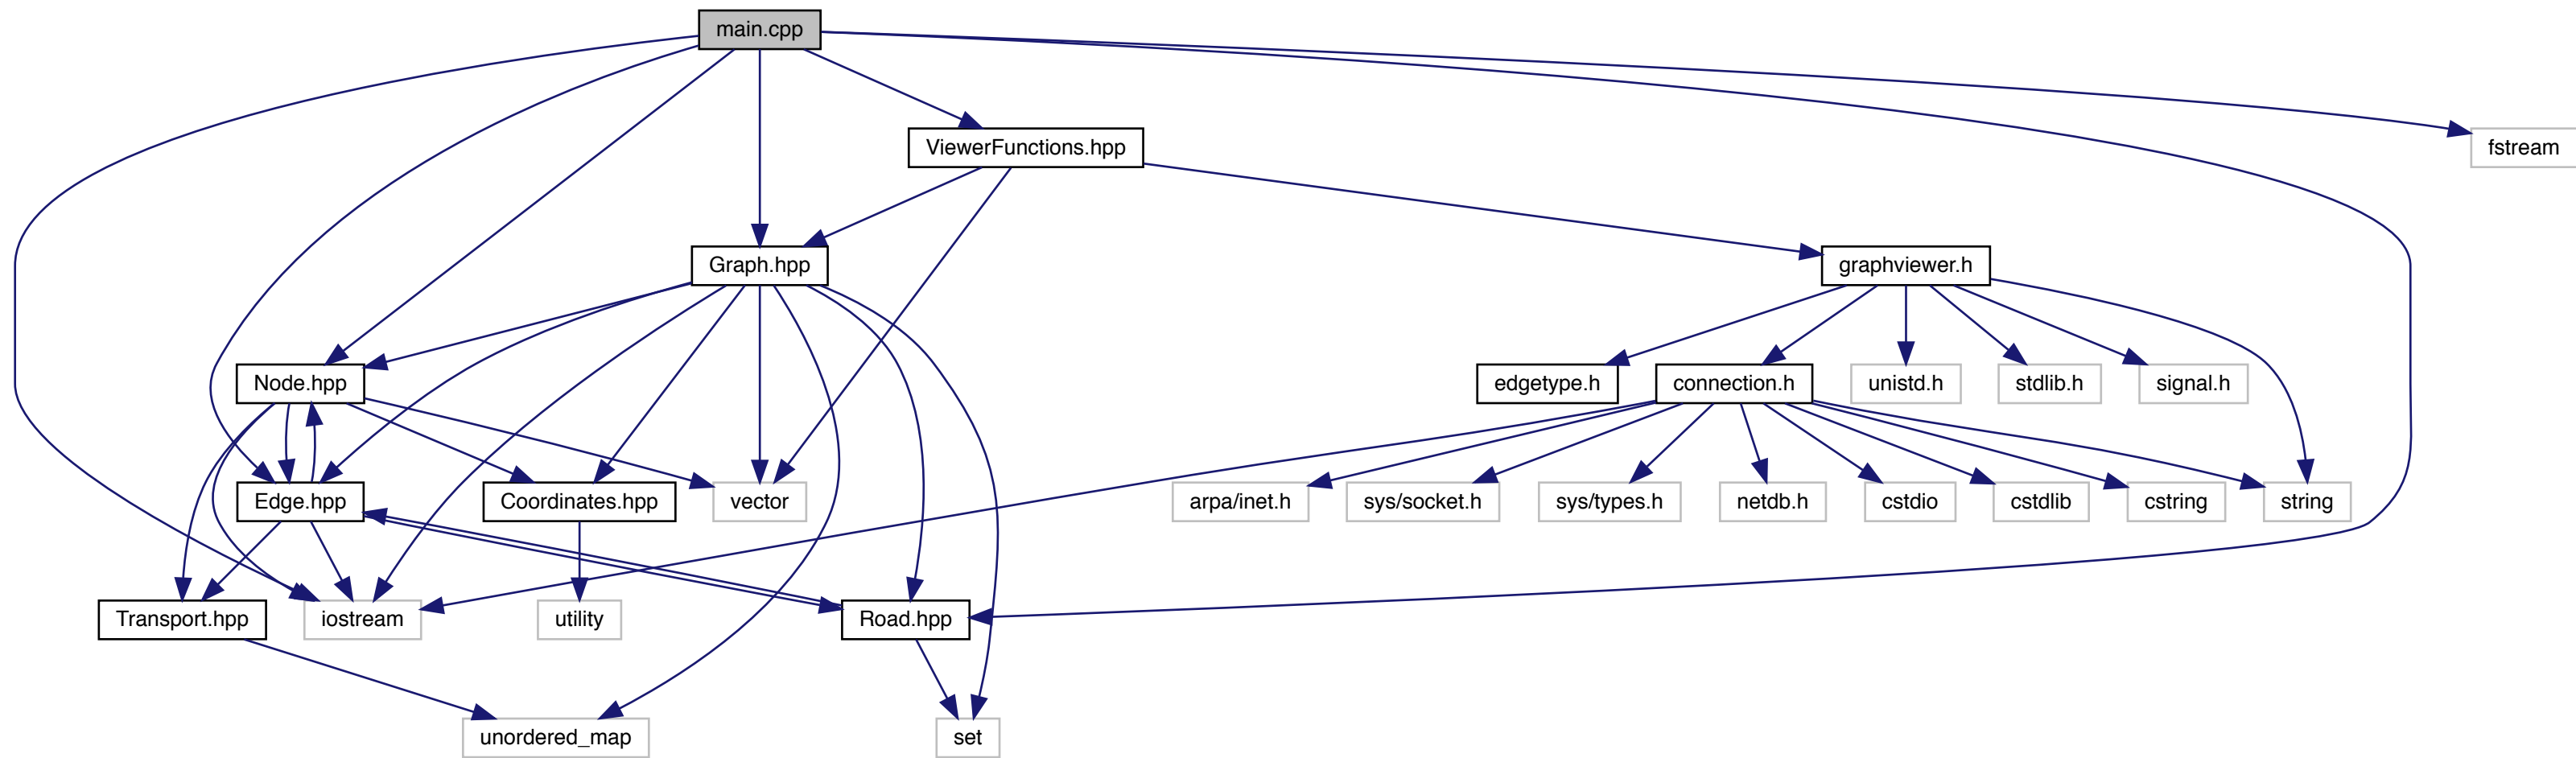 main.cpp
ViewerFunctions.hpp
fstream
Graph.hpp
graphviewer.h
Node.hpp
edgetype.h
connection.h
unistd.h
stdlib.h
signal.h
Edge.hpp
Coordinates.hpp
vector
arpa/inet.h
sys/socket.h
sys/types.h
netdb.h
cstdio
cstdlib
cstring
string
Transport.hpp
iostream
utility
Road.hpp
unordered_map
set